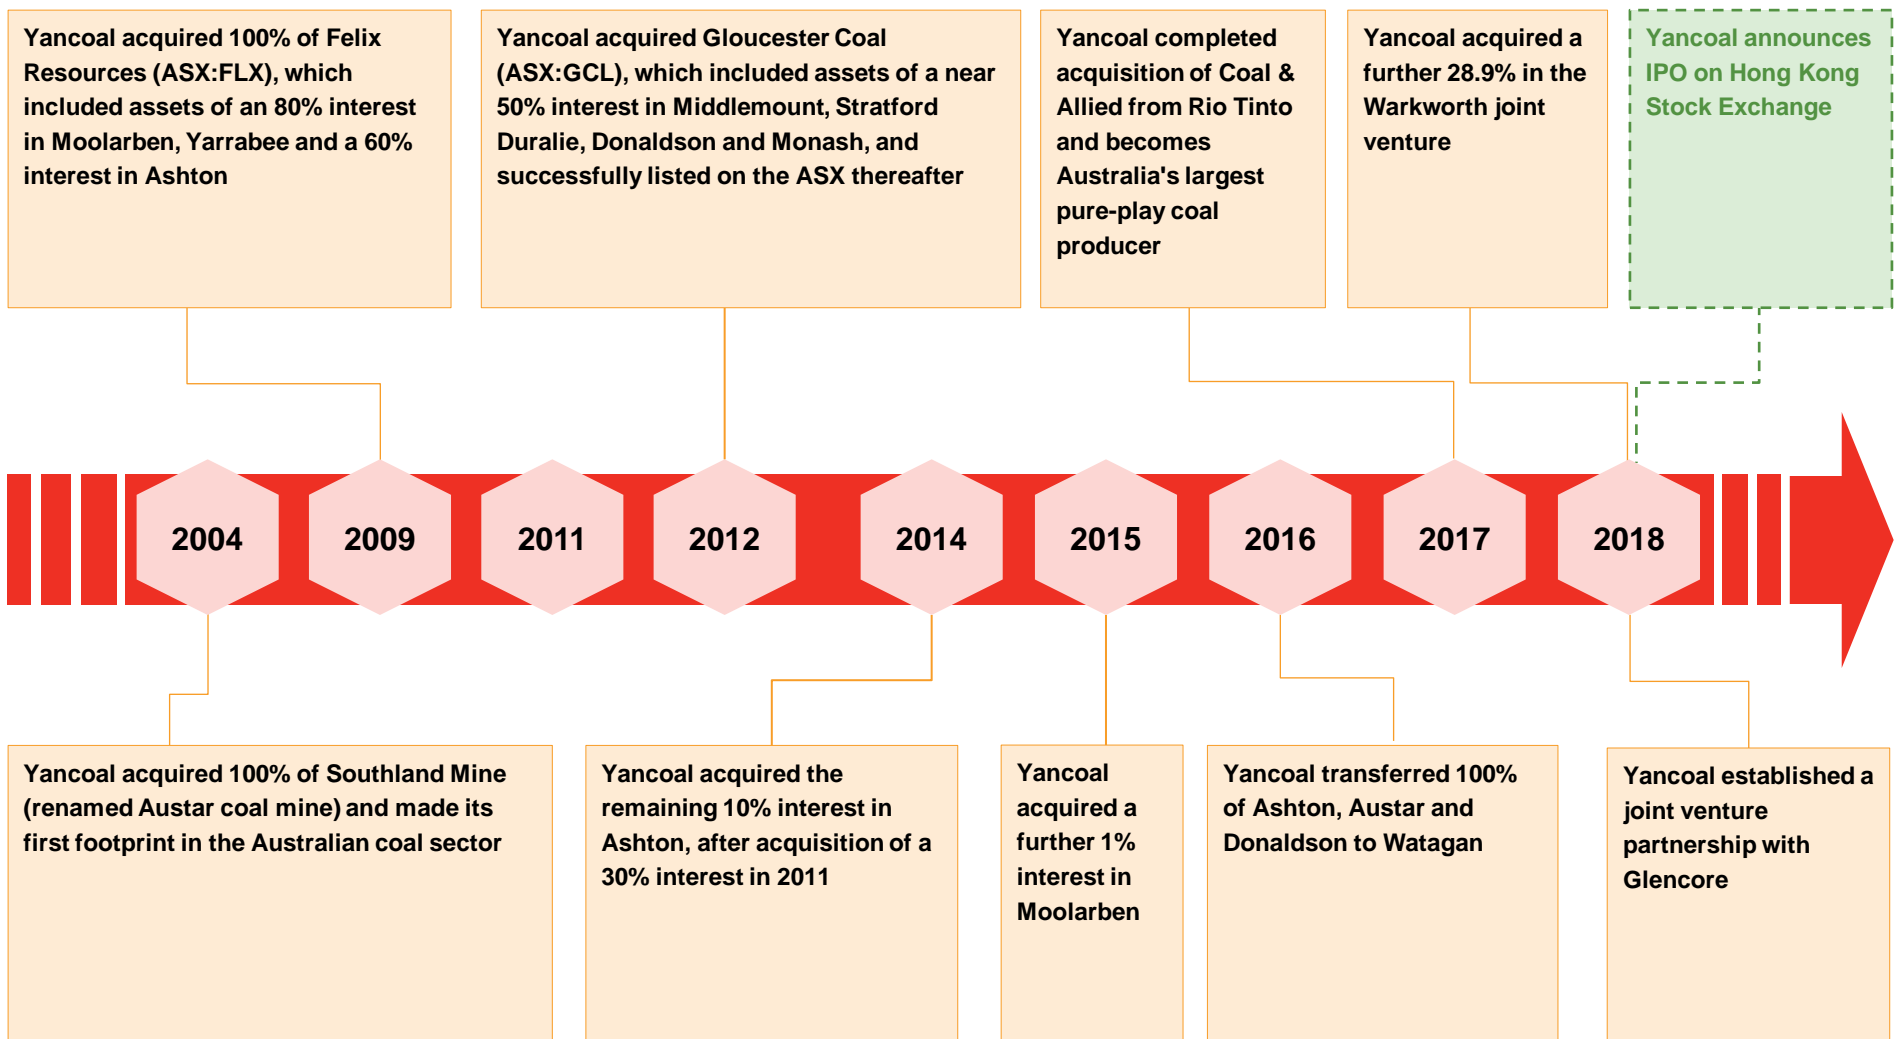 Yancoal acquired 100% of Felix
Resources (ASX:FLX), which
included assets of an 80% interest
in Moolarben, Yarrabee and a 60%
interest in Ashton
Yancoal acquired Gloucester Coal
(ASX:GCL), which included assets of a near
50% interest in Middlemount, Stratford
Duralie, Donaldson and Monash, and
successfully listed on the ASX thereafter
Yancoal completed
acquisition of Coal &
Allied from Rio Tinto
and becomes
Australia's largest
pure-play coal
producer
Yancoal acquired a
further 28.9% in the
Warkworth joint
venture
Yancoal announces
IPO on Hong Kong
Stock Exchange
2004
2009
2011
2012
2014
2015
2016
2017
2018
Yancoal acquired 100% of Southland Mine
(renamed Austar coal mine) and made its
first footprint in the Australian coal sector
Yancoal acquired the
remaining 10% interest in
Ashton, after acquisition of a
30% interest in 2011
Yancoal
acquired a
further 1%
interest in
Moolarben
Yancoal transferred 100%
of Ashton, Austar and
Donaldson to Watagan
Yancoal established a
joint venture
partnership with
Glencore